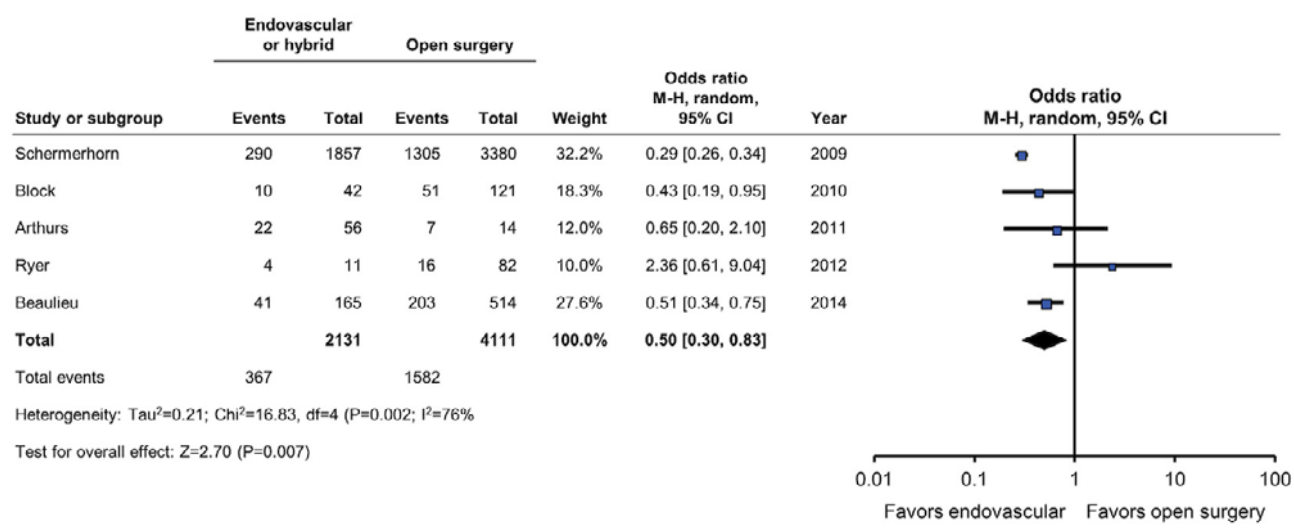 Endovascular
or hybrid
Open surgery
Odds ratio
M-H, random,
95% CI
Odds ratio
M-H, random, 95% CI
Study or subgroup Events Total Events Total Weight Year
Schermerhorn 290 1857 1305 3380 32.2% 0.29 [0.26, 0.34] 2009
Block 10 42 51 121 18.3% 0.43 [0.19, 0.95] 2010
Arthurs 22 56 7 14 12.0% 0.65 [0.20, 2.10] 2011
Ryer 4 11 16 82 10.0% 2.36 [0.61, 9.04] 2012
Beaulieu 41 165 203 514 27.6% 0.51 [0.34, 0.75] 2014
Total 2131 4111 100.0% 0.50 [0.30, 0.83]
Total events 367 1582
Heterogeneity: Tau²=0.21; Chi²=16.83, df=4 (P=0.002; I²=76%
Test for overall effect: Z=2.70 (P=0.007)
0.01 0.1 1 10 100
Favors endovascular Favors open surgery